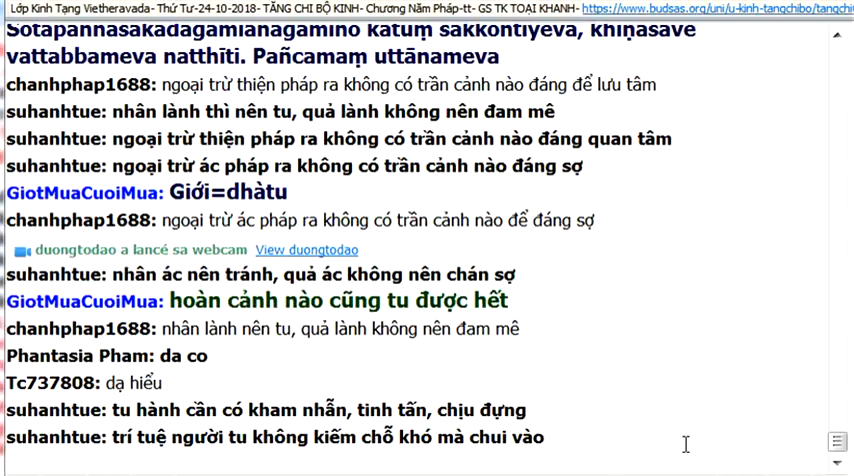 Lớp Kinh Tạng Vietheravada- Thứ Tư-24-10-2018- TĂNG CHI BỘ KINH- Chương Năm Pháp-tt- GS TK TOẠI KHANH- https://www.budsas.org/uni/u-kinh-tangchibo/tangchi
Sotāpannasakadāgāmianāgāmino kātuṃ sakkontiyeva, khīṇāsave
vattabbameva natthīti. Pañcamaṃ uttānameva
chanhphap1688: ngoại trừ thiện pháp ra không có trần cảnh nào đáng để lưu tâm
suhanhtue: nhân lành thì nên tu, quả lành không nên đam mê
suhanhtue: ngoại trừ thiện pháp ra không có trần cảnh nào đáng quan tâm
suhanhtue: ngoại trừ ác pháp ra không có trần cảnh nào đáng sợ
GiotMuaCuoiMua: Giới=dhàtu
chanhphap1688: ngoại trừ ác pháp ra không có trần cảnh nào để đáng sợ
duongtodao a lancé sa webcam View duongtodao
suhanhtue: nhân ác nên tránh, quả ác không nên chán sợ
GiotMuaCuoiMua: hoàn cảnh nào cũng tu được hết
chanhphap1688: nhân lành nên tu, quả lành không nên đam mê
Phantasia Pham: da co
Tc737808: dạ hiểu
suhanhtue: tu hành cần có kham nhẫn, tinh tấn, chịu đựng
suhanhtue: trí tuệ người tu không kiếm chỗ khó mà chui vào